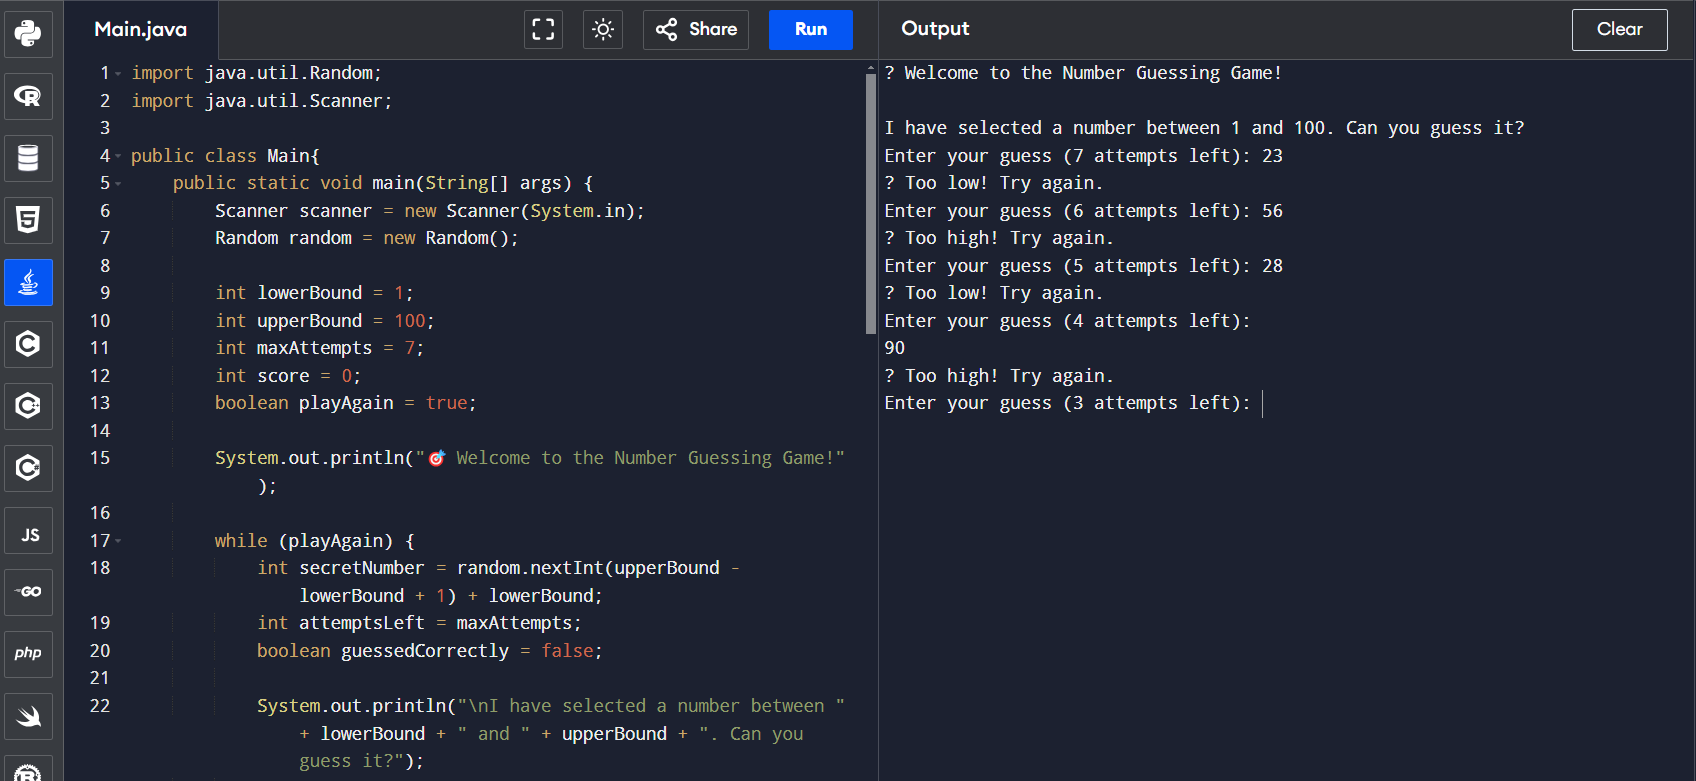 Main.java
Share
Run
Output
Clear
1 import java.util.Random;
2 import java.util.Scanner;
3
4 public class Main{
5 public static void main(String[] args) {
6 Scanner scanner = new Scanner(System.in);
7 Random random = new Random();
8
9 int lowerBound = 1;
10 int upperBound = 100;
11 int maxAttempts = 7;
12 int score = 0;
13 boolean playAgain = true;
14
15 System.out.println("🎯 Welcome to the Number Guessing Game!"
);
16
17 while (playAgain) {
18 int secretNumber = random.nextInt(upperBound -
lowerBound + 1) + lowerBound;
19 int attemptsLeft = maxAttempts;
20 boolean guessedCorrectly = false;
21
22 System.out.println("\nI have selected a number between "
+ lowerBound + " and " + upperBound + ". Can you
guess it?");
? Welcome to the Number Guessing Game!
I have selected a number between 1 and 100. Can you guess it?
Enter your guess (7 attempts left): 23
? Too low! Try again.
Enter your guess (6 attempts left): 56
? Too high! Try again.
Enter your guess (5 attempts left): 28
? Too low! Try again.
Enter your guess (4 attempts left):
90
? Too high! Try again.
Enter your guess (3 attempts left):
R
5
C
C++
C#
JS
GO
php
R